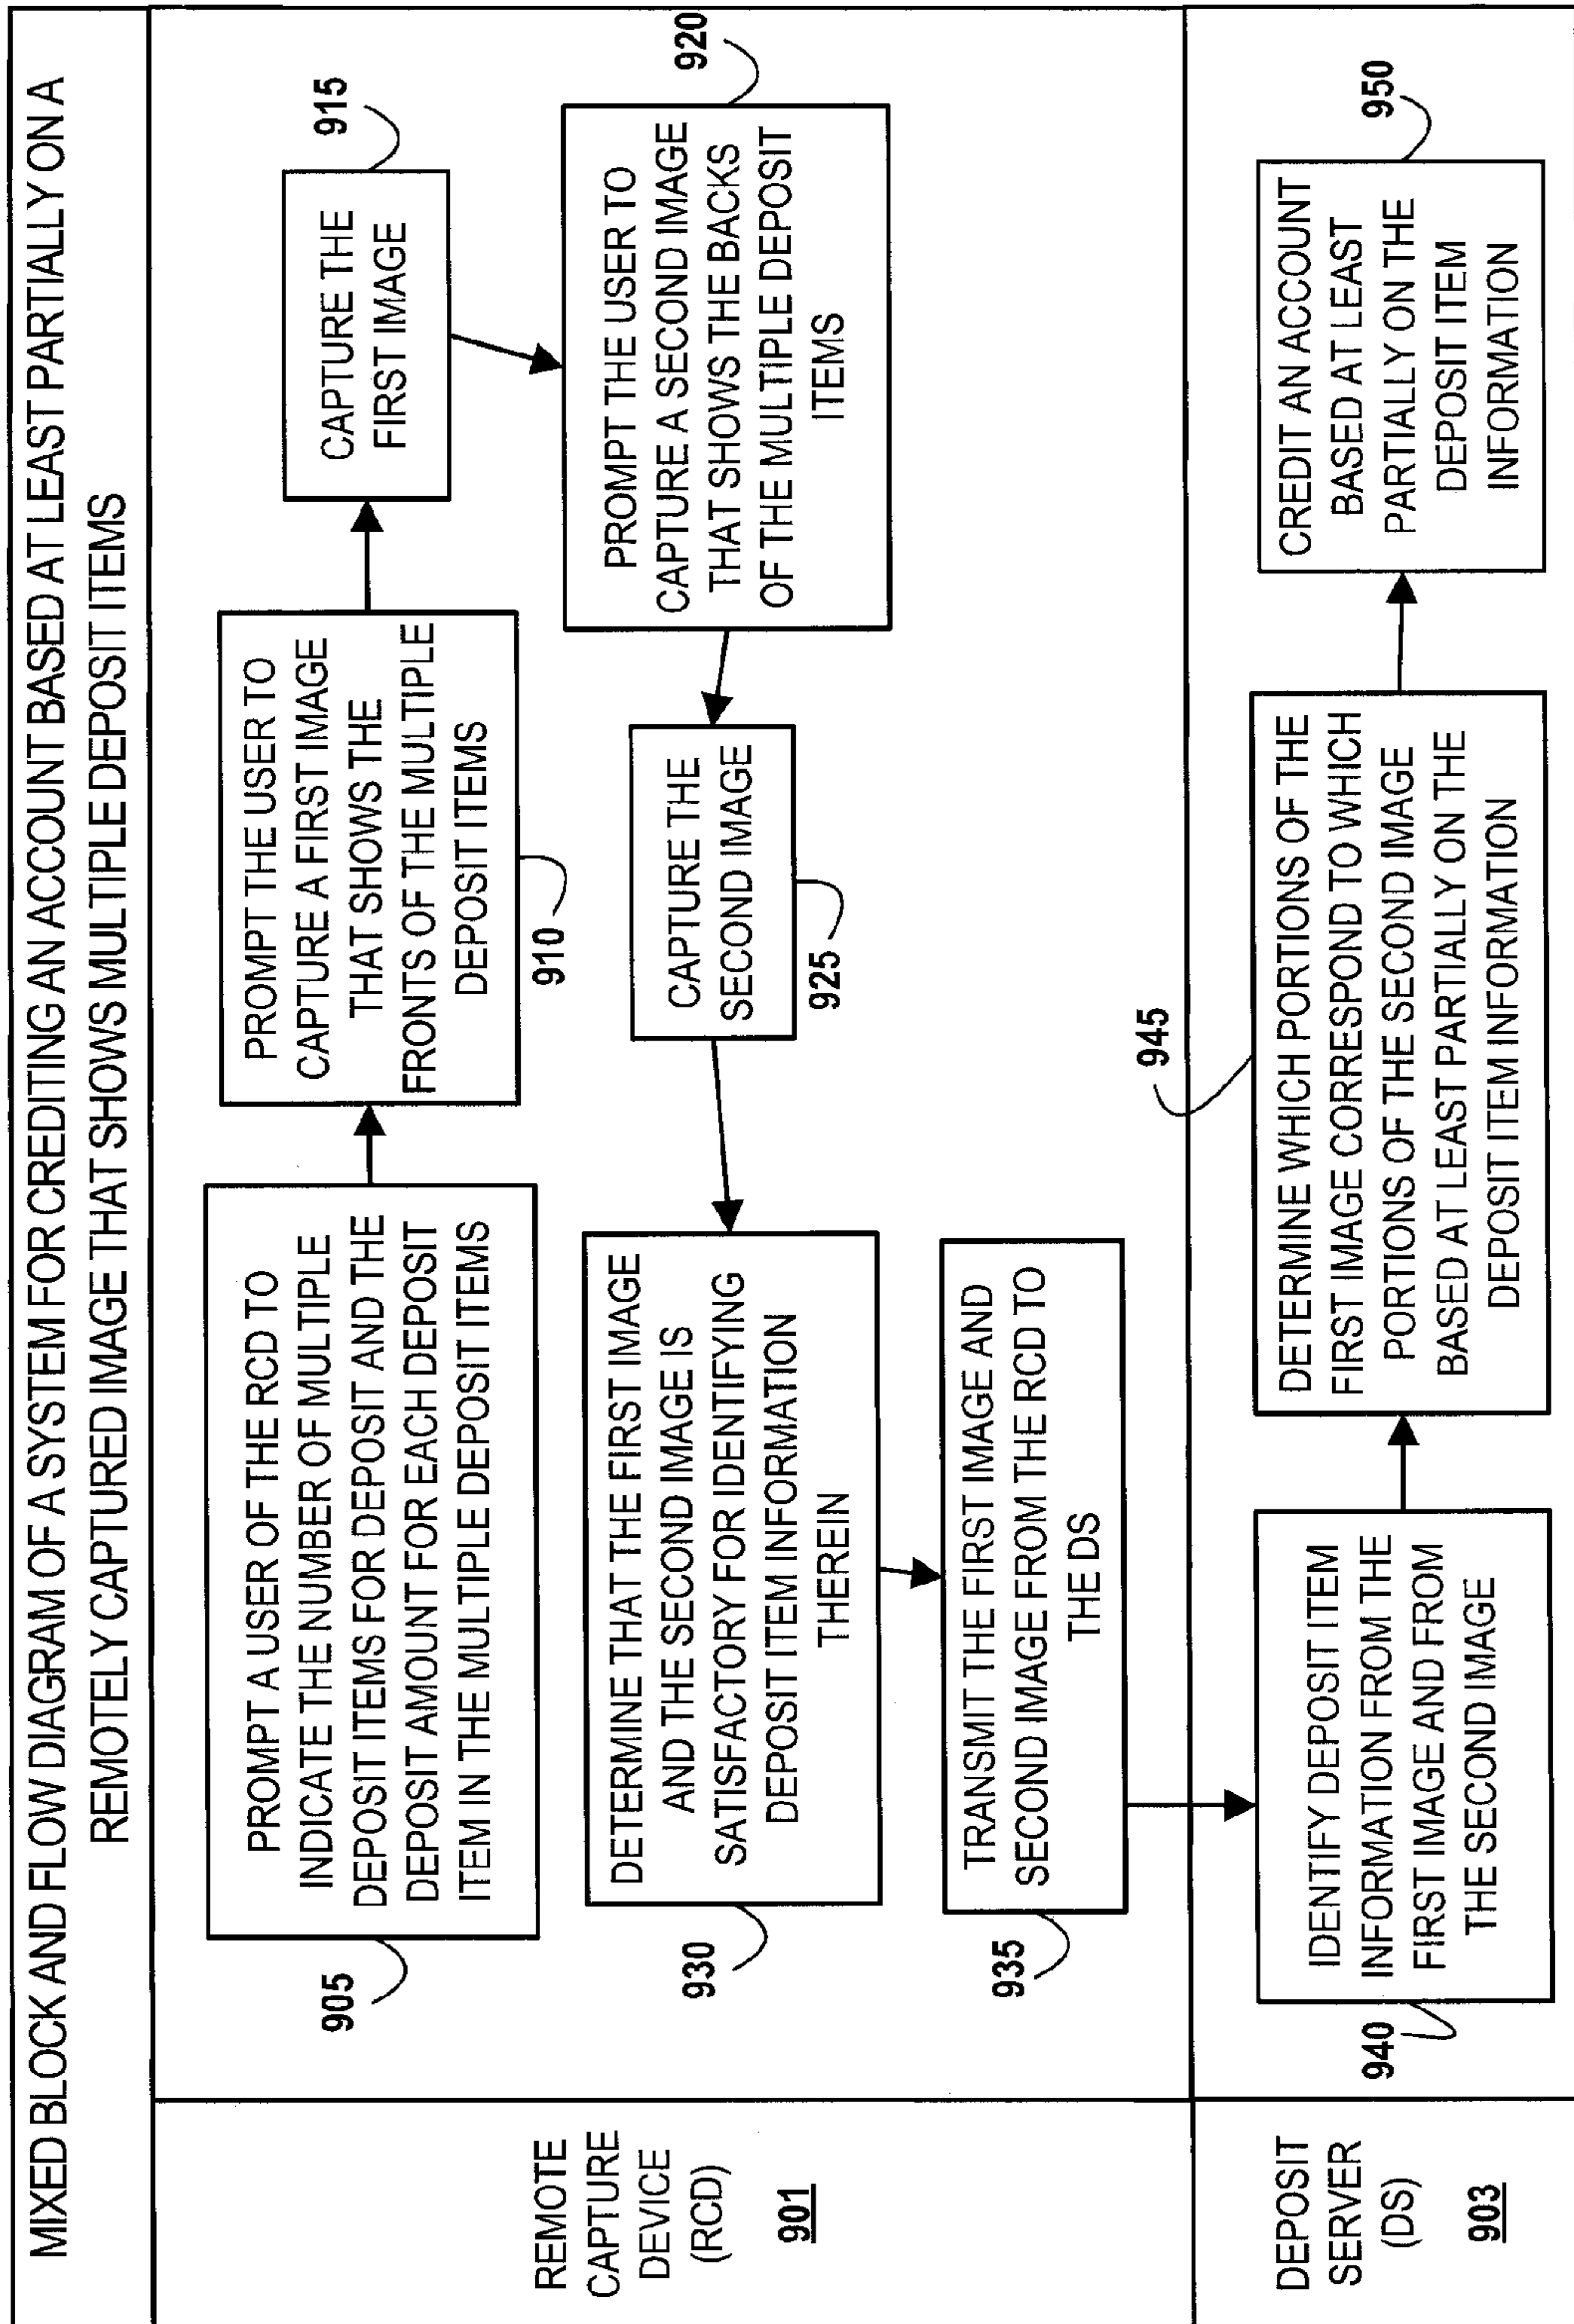 MIXED BLOCK AND FLOW DIAGRAM OF A SYSTEM FOR CREDITING AN ACCOUNT BASED AT LEAST PARTIALLY ON A
REMOTELY CAPTURED IMAGE THAT SHOWS MULTIPLE DEPOSIT ITEMS
REMOTE
CAPTURE
DEVICE
(RCD)
901
PROMPT A USER OF THE RCD TO
INDICATE THE NUMBER OF MULTIPLE
DEPOSIT ITEMS FOR DEPOSIT AND THE
DEPOSIT AMOUNT FOR EACH DEPOSIT
ITEM IN THE MULTIPLE DEPOSIT ITEMS
905
PROMPT THE USER TO
CAPTURE A FIRST IMAGE
THAT SHOWS THE
FRONTS OF THE MULTIPLE
DEPOSIT ITEMS
910
CAPTURE THE
FIRST IMAGE
915
PROMPT THE USER TO
CAPTURE A SECOND IMAGE
THAT SHOWS THE BACKS
OF THE MULTIPLE DEPOSIT
ITEMS
920
CAPTURE THE
SECOND IMAGE
925
DETERMINE THAT THE FIRST IMAGE
AND THE SECOND IMAGE IS
SATISFACTORY FOR IDENTIFYING
DEPOSIT ITEM INFORMATION
THEREIN
930
TRANSMIT THE FIRST IMAGE AND
SECOND IMAGE FROM THE RCD TO
THE DS
935
DEPOSIT
SERVER
(DS)
903
IDENTIFY DEPOSIT ITEM
INFORMATION FROM THE
FIRST IMAGE AND FROM
THE SECOND IMAGE
940
DETERMINE WHICH PORTIONS OF THE
FIRST IMAGE CORRESPOND TO WHICH
PORTIONS OF THE SECOND IMAGE
BASED AT LEAST PARTIALLY ON THE
DEPOSIT ITEM INFORMATION
945
CREDIT AN ACCOUNT
BASED AT LEAST
PARTIALLY ON THE
DEPOSIT ITEM
INFORMATION
950